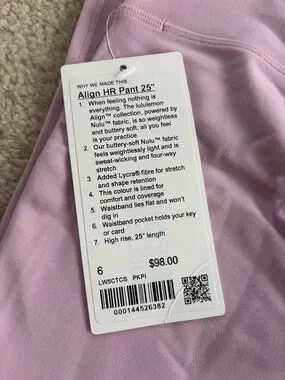 WHY WE MADE THIS
Align HR Pant 25"
1. When feeling nothing is
everything. The lululemon
Align™ collection, powered by
Nulu™ fabric, is so weightless
and buttery soft, all you feel
is your practice
2. Our buttery-soft Nulu™ fabric
feels weightlessly light and is
sweat-wicking and four-way
stretch
3. Added Lycra® fibre for stretch
and shape retention
4. This colour is lined for
comfort and coverage
5. Waistband lies flat and won't
dig in
6. Waistband pocket holds your key
or card
7. High rise, 25" length
6 $98.00
LW5CTCS PKPI
000144526382